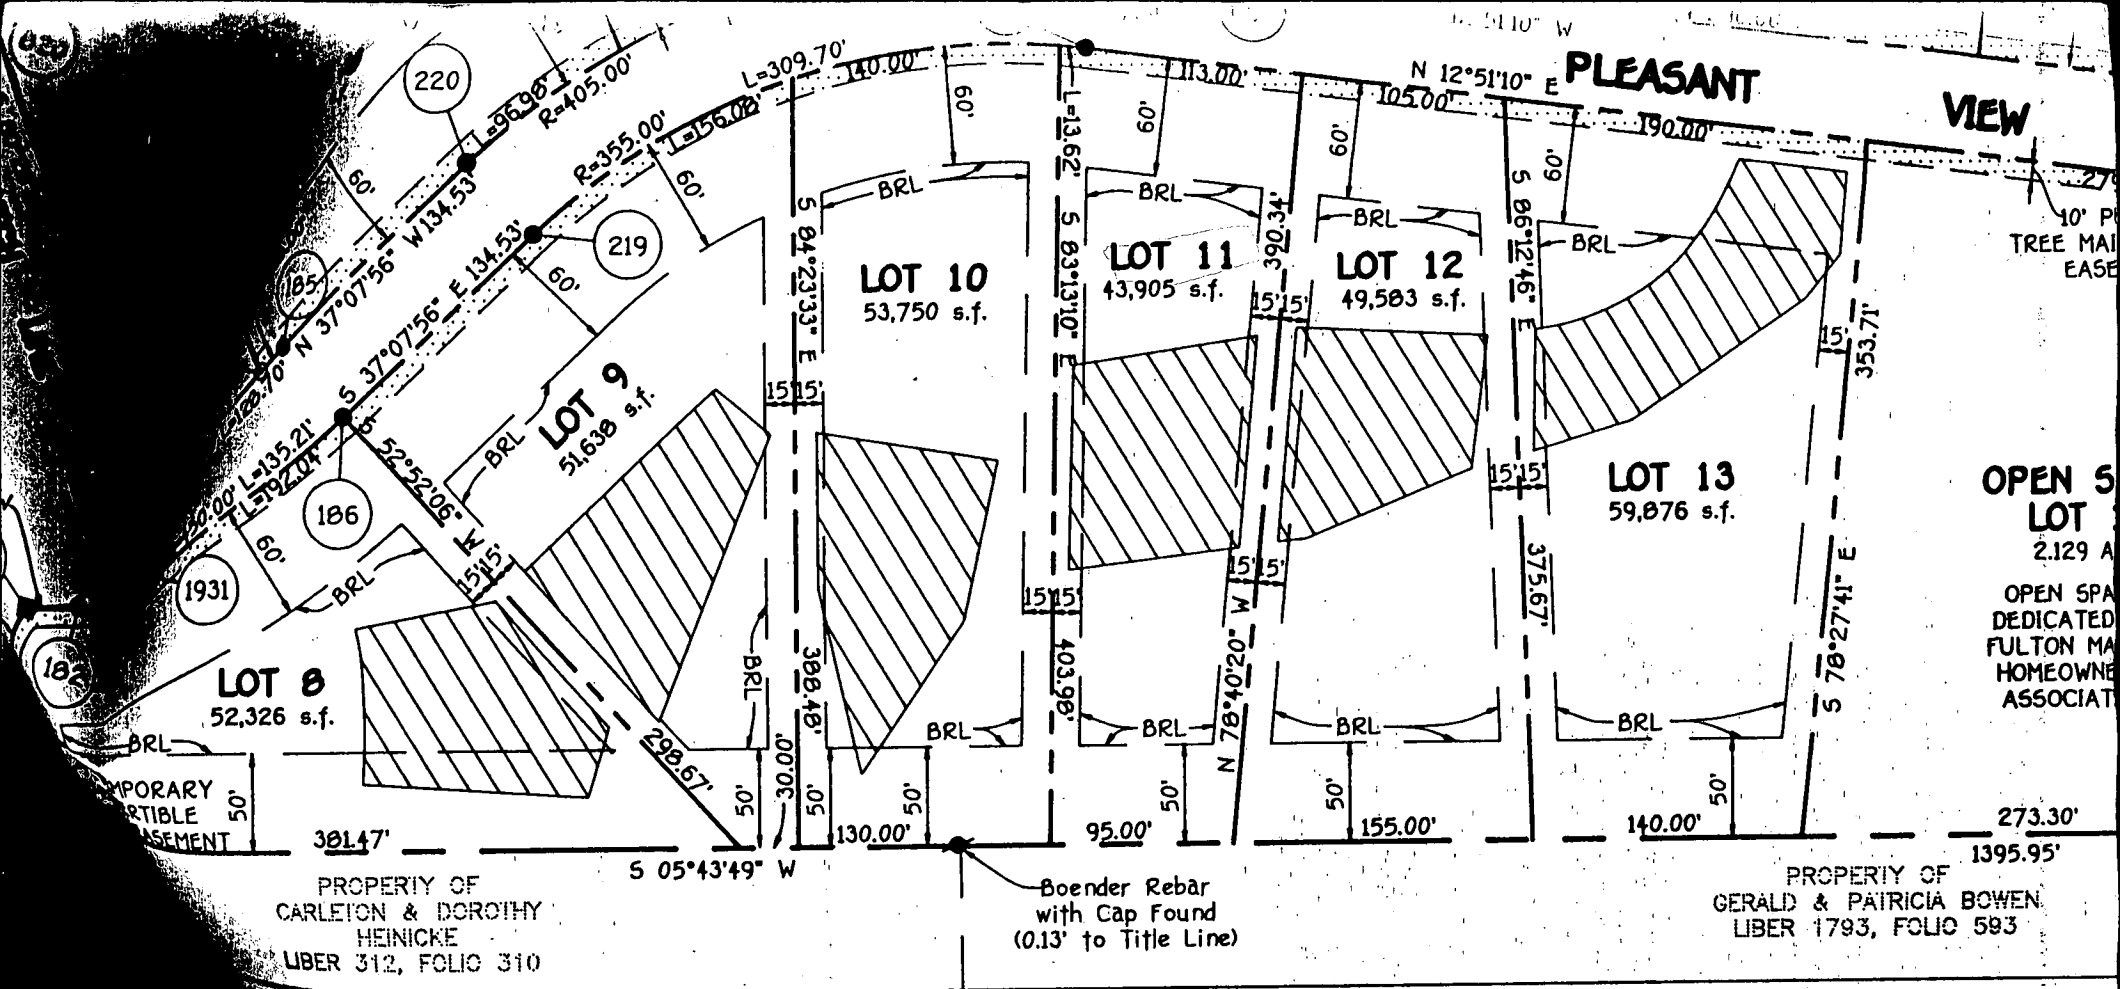 220
L=96.98'
R=405.00'
L=309.70'
140.00'
113.00'
N 12°51'10" E
105.00'
PLEASANT
VIEW
190.00'
R=355.00'
L=156.08'
60'
60'
60'
60'
60'
60'
L=13.62'
N 37°07'56" W 134.53'
185
128.70'
S 37°07'56" E 134.53'
219
60'
BRL
BRL
BRL
BRL
10' P
TREE MAI
EASE
S 84°23'33" E
S 83°13'10" E
390.34'
S 86°12'46" E
LOT 10
53,750 s.f.
LOT 11
43,905 s.f.
LOT 12
49,583 s.f.
15' 15'
15'
353.71'
LOT 9
51,638 s.f.
BRL
15' 15'
L=135.21'
L=192.04'
S 52°52'06" W
186
60'
BRL
15' 15'
1931
15' 15'
LOT 13
59,876 s.f.
OPEN S
LOT
2.129 A
OPEN SPA
DEDICATED
FULTON MA
HOMEOWNE
ASSOCIAT
15' 15'
15' 15'
375.67'
S 78°27'41" E
182
LOT 8
52,326 s.f.
BRL
388.48'
403.98'
N 78°40'20" W
BRL
298.67'
BRL
BRL
BRL
BRL
MPORARY
RTIBLE
ASEMENT
50'
50'
30.00'
50'
50'
50'
50'
50'
381.47'
130.00'
95.00'
155.00'
140.00'
273.30'
S 05°43'49" W
1395.95'
PROPERTY OF
CARLETON & DOROTHY
HEINICKE
LIBER 312, FOLIO 310
Boender Rebar
with Cap Found
(0.13' to Title Line)
PROPERTY OF
GERALD & PATRICIA BOWEN
LIBER 1793, FOLIO 593